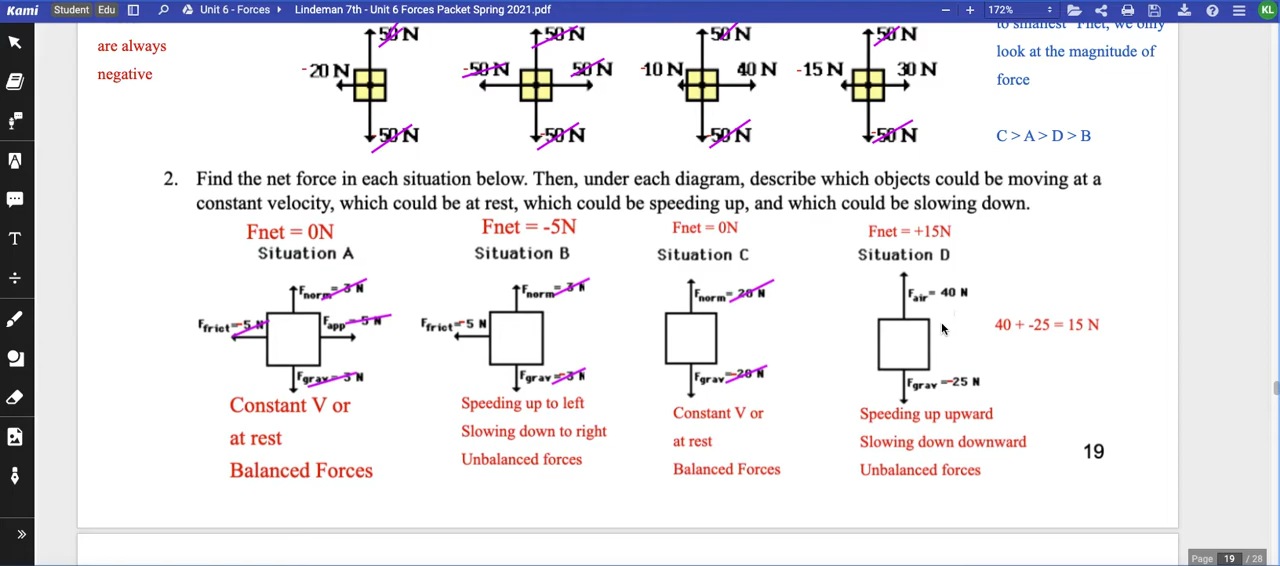 Kami Student Edu Unit 6 - Forces > Lindeman 7th - Unit 6 Forces Packet Spring 2021.pdf − + 172% KL
are always
negative
50 N 50 N 50 N 50 N
-20 N -50 N 50 N -10 N 40 N -15 N 30 N
-50 N -50 N -50 N -50 N
to smallest Fnet, we only
look at the magnitude of
force
C > A > D > B
2. Find the net force in each situation below. Then, under each diagram, describe which objects could be moving at a
constant velocity, which could be at rest, which could be speeding up, and which could be slowing down.
Fnet = 0N Fnet = -5N Fnet = 0N Fnet = +15N
Situation A Situation B Situation C Situation D
Fnorm= 3 N Fnorm= 3 N Fnorm= 20 N Fair= 40 N
Ffrict=-5 N Fapp= 5 N Ffrict=-5 N 40 + -25 = 15 N
Fgrav=-3 N Fgrav=-3 N Fgrav=-20 N Fgrav=-25 N
Constant V or
at rest
Balanced Forces
Speeding up to left
Slowing down to right
Unbalanced forces
Constant V or
at rest
Balanced Forces
Speeding up upward
Slowing down downward
Unbalanced forces
19
Page 19 / 28